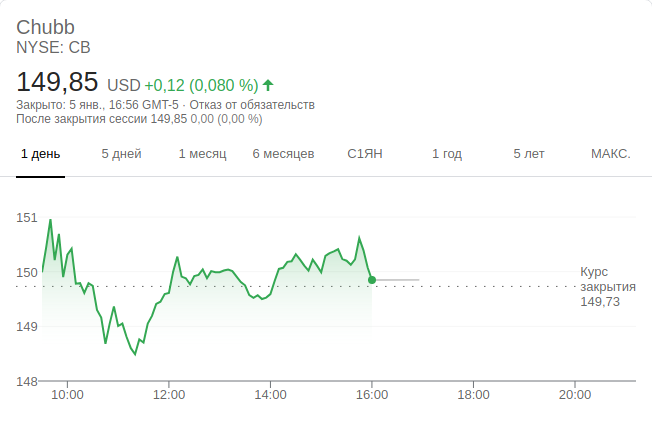 Chubb
NYSE: CB
149,85 USD +0,12 (0,080 %)
Закрыто: 5 янв., 16:56 GMT-5 · Отказ от обязательств
После закрытия сессии 149,85 0,00 (0,00 %)
1 день 5 дней 1 месяц 6 месяцев С1ЯН 1 год 5 лет МАКС.
151
150
149
148
Курс
закрытия
149,73
10:00 12:00 14:00 16:00 18:00 20:00